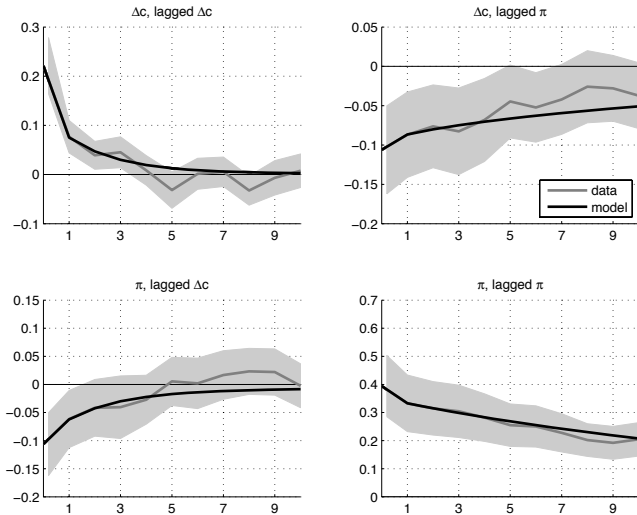 Δc, lagged Δc
0.3
0.2
0.1
0
−0.1
1 3 5 7 9
Δc, lagged π
0.05
0
−0.05
−0.1
−0.15
−0.2
1 3 5 7 9
data
model
π, lagged Δc
0.15
0.1
0.05
0
−0.05
−0.1
−0.15
−0.2
1 3 5 7 9
π, lagged π
0.7
0.6
0.5
0.4
0.3
0.2
0.1
0
1 3 5 7 9